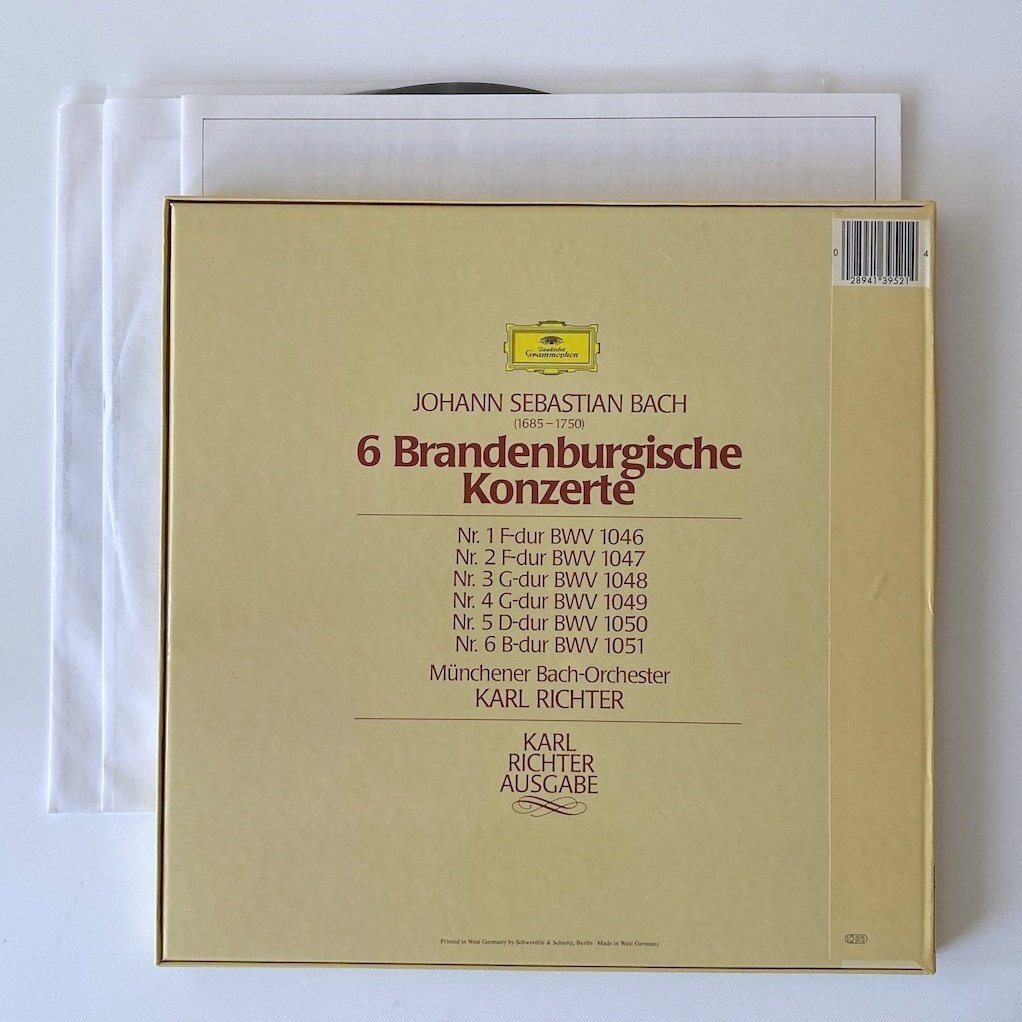 0 28941 39521 4
Deutsche
Grammophon
JOHANN SEBASTIAN BACH
(1685–1750)
6 Brandenburgische
Konzerte
Nr. 1 F-dur BWV 1046
Nr. 2 F-dur BWV 1047
Nr. 3 G-dur BWV 1048
Nr. 4 G-dur BWV 1049
Nr. 5 D-dur BWV 1050
Nr. 6 B-dur BWV 1051
Münchener Bach-Orchester
KARL RICHTER
KARL
RICHTER
AUSGABE
Printed in West Germany by Schwerdtle & Schantz, Berlin Made in West Germany